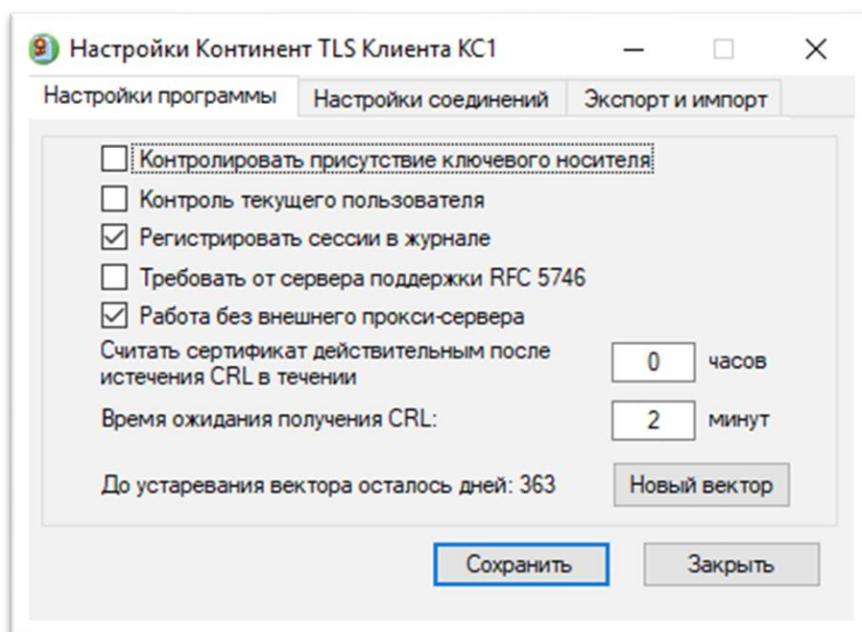 Настройки Континент TLS Клиента КС1
Настройки программы Настройки соединений Экспорт и импорт
Контролировать присутствие ключевого носителя
Контроль текущего пользователя
Регистрировать сессии в журнале
Требовать от сервера поддержки RFC 5746
Работа без внешнего прокси-сервера
Считать сертификат действительным после
истечения CRL в течении 0 часов
Время ожидания получения CRL: 2 минут
До устаревания вектора осталось дней: 363 Новый вектор
Сохранить Закрыть